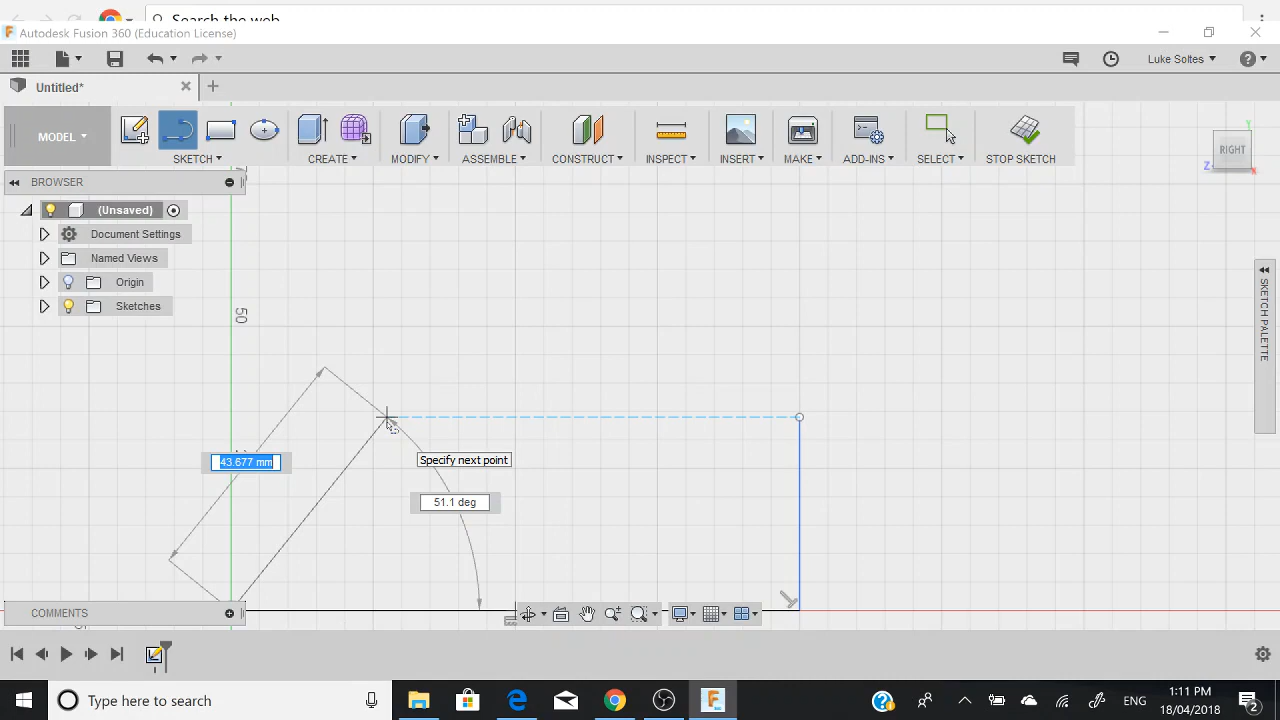 Search the web
Autodesk Fusion 360 (Education License)
Luke Soltes
Untitled*
MODEL
SKETCH
CREATE
MODIFY
ASSEMBLE
CONSTRUCT
INSPECT
INSERT
MAKE
ADD-INS
SELECT
STOP SKETCH
Y
RIGHT
Z
X
BROWSER
(Unsaved)
Document Settings
Named Views
Origin
Sketches
50
SKETCH PALETTE
43.677 mm
Specify next point
51.1 deg
COMMENTS
Type here to search
ENG
1:11 PM
18/04/2018
2